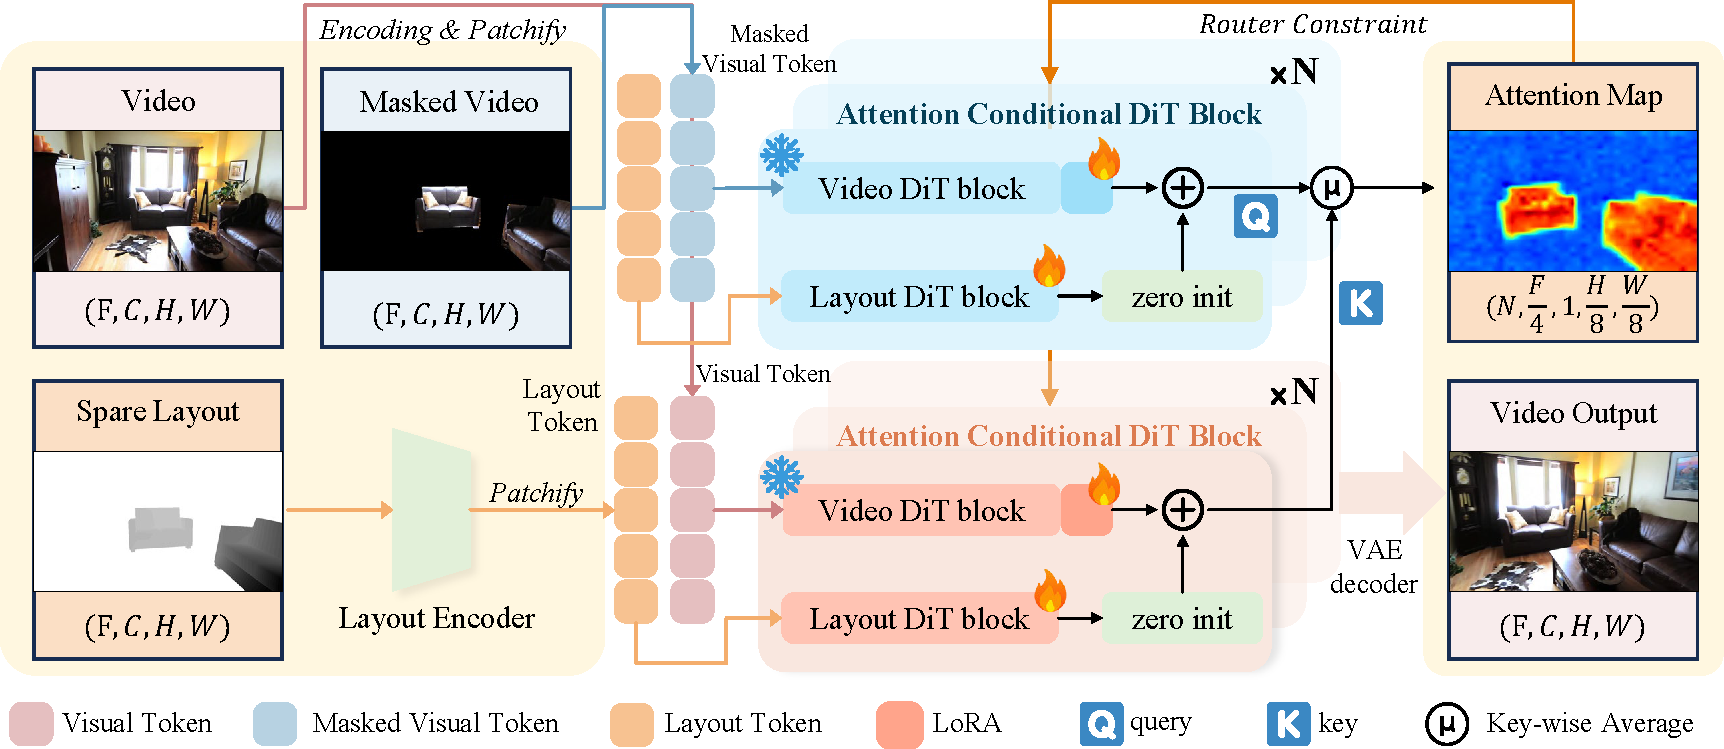 Encoding & Patchify
Router Constraint
Video
(F, C, H, W)
Masked Video
(F, C, H, W)
Masked
Visual Token
×N
Attention Conditional DiT Block
Video DiT block
Layout DiT block
zero init
Q
K
μ
Attention Map
(N, F/4, 1, H/8, W/8)
Spare Layout
(F, C, H, W)
Layout Encoder
Patchify
Layout
Token
Visual Token
×N
Attention Conditional DiT Block
Video DiT block
Layout DiT block
zero init
VAE
decoder
Video Output
(F, C, H, W)
Visual Token
Masked Visual Token
Layout Token
LoRA
Q query
K key
μ Key-wise Average